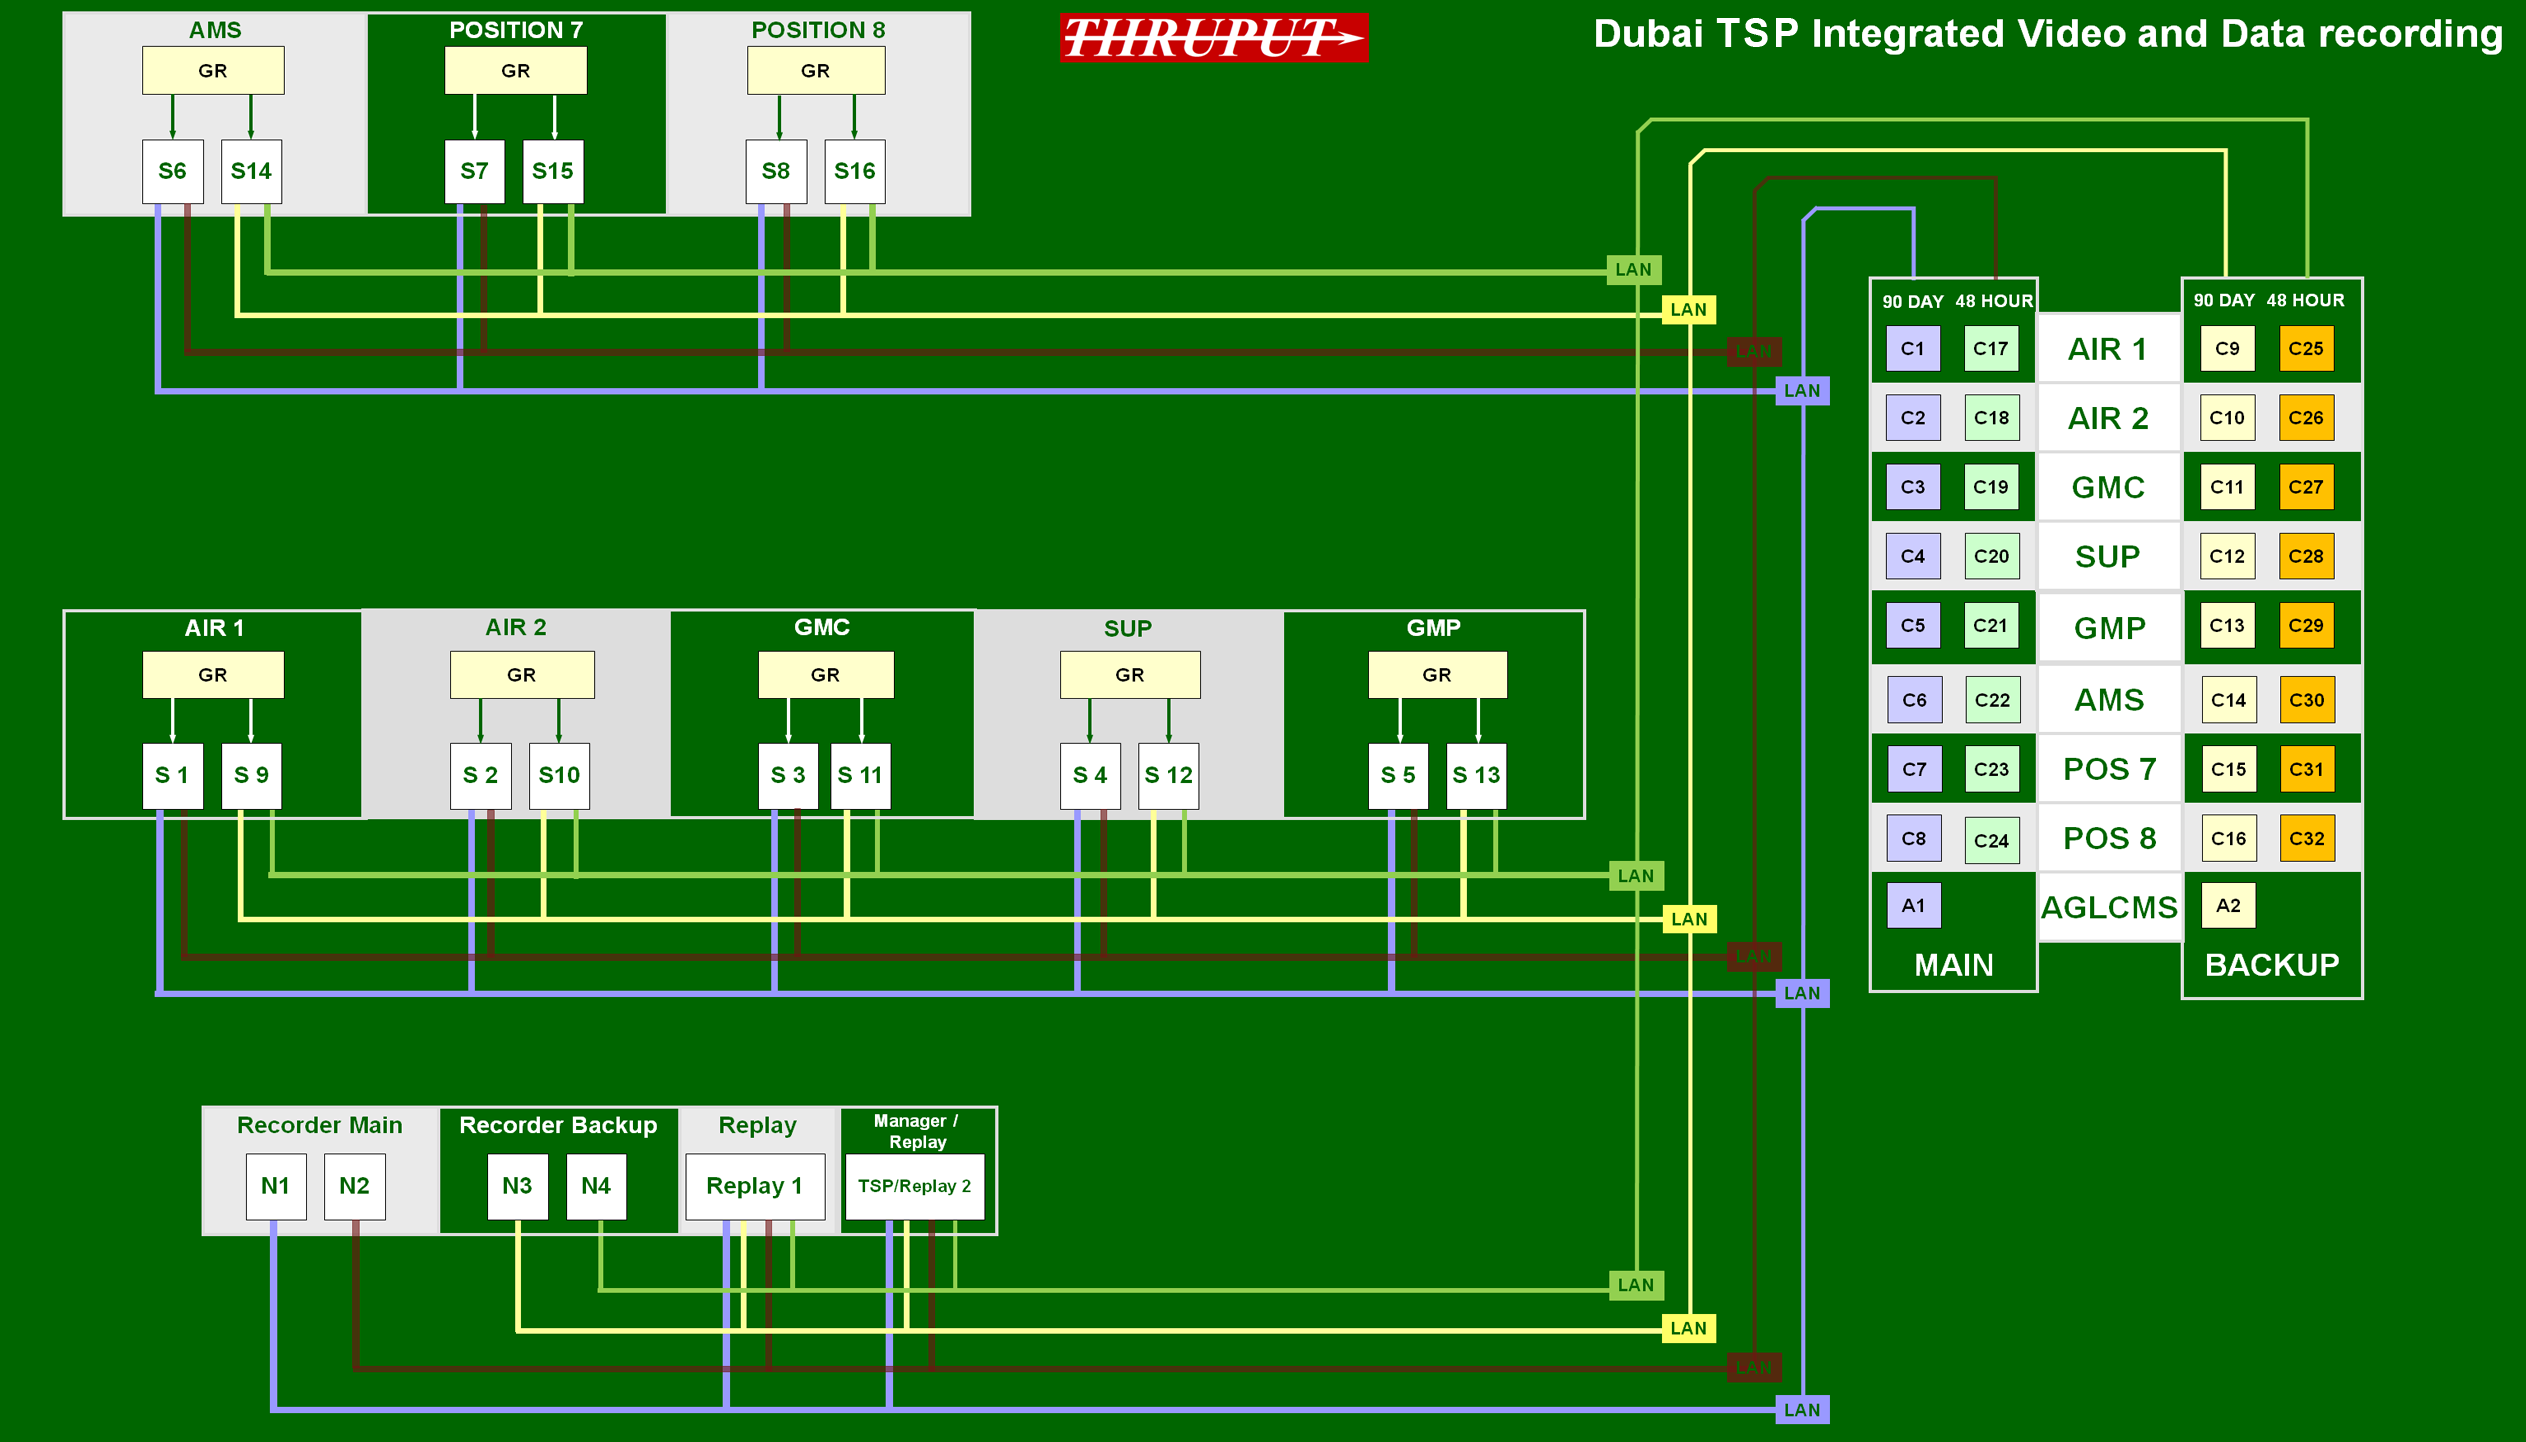 THRUPUT
Dubai TSP Integrated Video and Data recording
AMS
POSITION 7
POSITION 8
GR
GR
GR
S6
S14
S7
S15
S8
S16
LAN
LAN
LAN
LAN
90 DAY
48 HOUR
90 DAY
48 HOUR
C1
C17
AIR 1
C9
C25
C2
C18
AIR 2
C10
C26
C3
C19
GMC
C11
C27
C4
C20
SUP
C12
C28
C5
C21
GMP
C13
C29
C6
C22
AMS
C14
C30
C7
C23
POS 7
C15
C31
C8
C24
POS 8
C16
C32
A1
AGLCMS
A2
MAIN
BACKUP
AIR 1
AIR 2
GMC
SUP
GMP
GR
GR
GR
GR
GR
S 1
S 9
S 2
S10
S 3
S 11
S 4
S 12
S 5
S 13
LAN
LAN
LAN
LAN
Recorder Main
Recorder Backup
Replay
Manager /
Replay
N1
N2
N3
N4
Replay 1
TSP/Replay 2
LAN
LAN
LAN
LAN